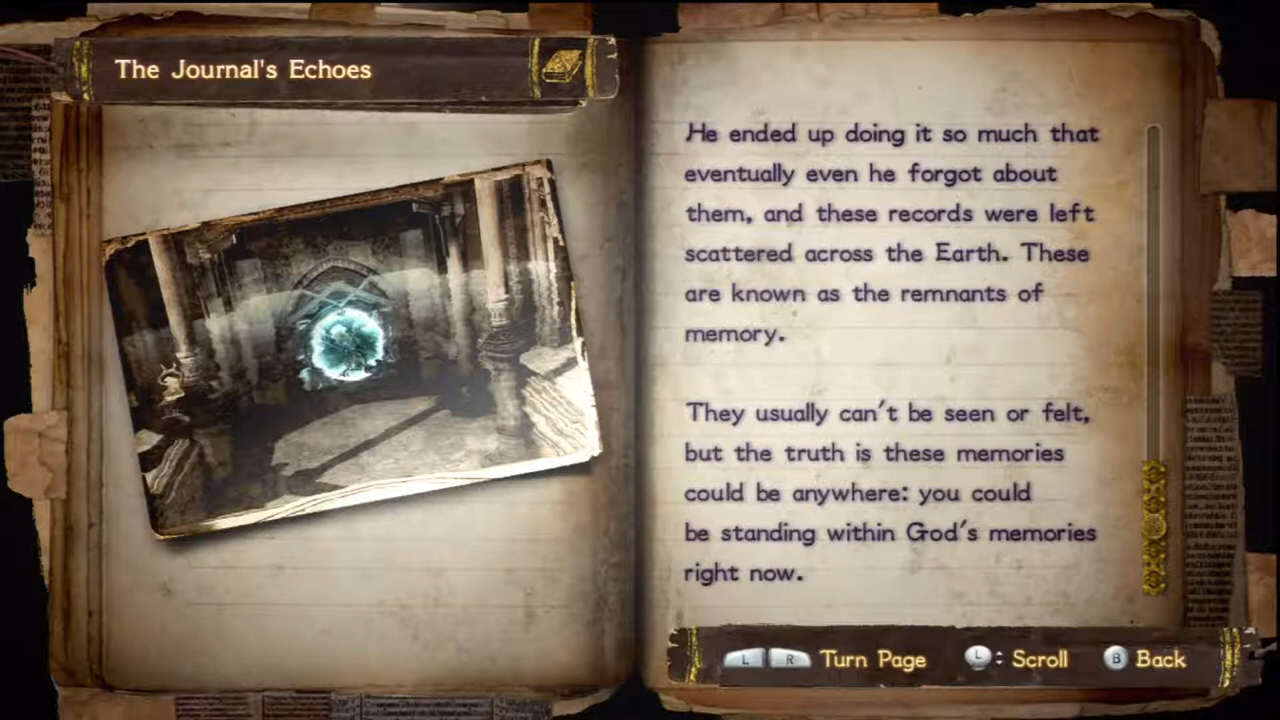 The Journal's Echoes
He ended up doing it so much that
eventually even he forgot about
them, and these records were left
scattered across the Earth. These
are known as the remnants of
memory.
They usually can't be seen or felt,
but the truth is these memories
could be anywhere: you could
be standing within God's memories
right now.
L R Turn Page L Scroll B Back